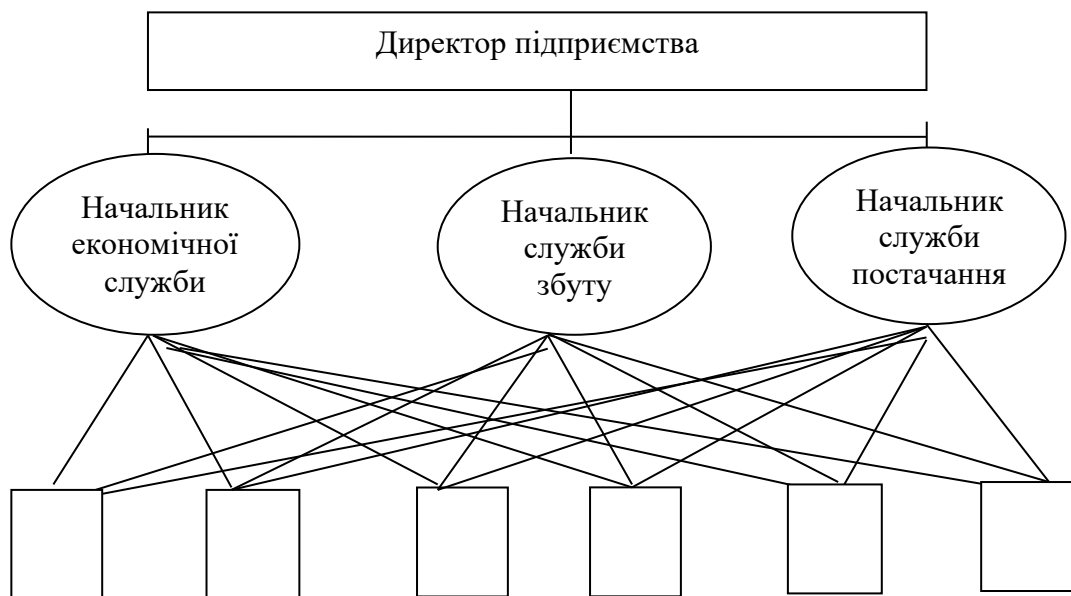 Директор підприємства
Начальник
економічної
служби
Начальник
служби
збуту
Начальник
служби
постачання